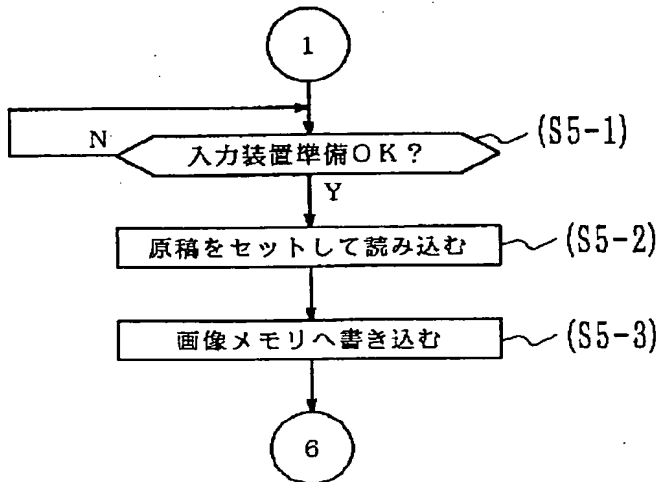 1
N
入力装置準備OK？
(S5-1)
Y
原稿をセットして読み込む
(S5-2)
画像メモリへ書き込む
(S5-3)
6